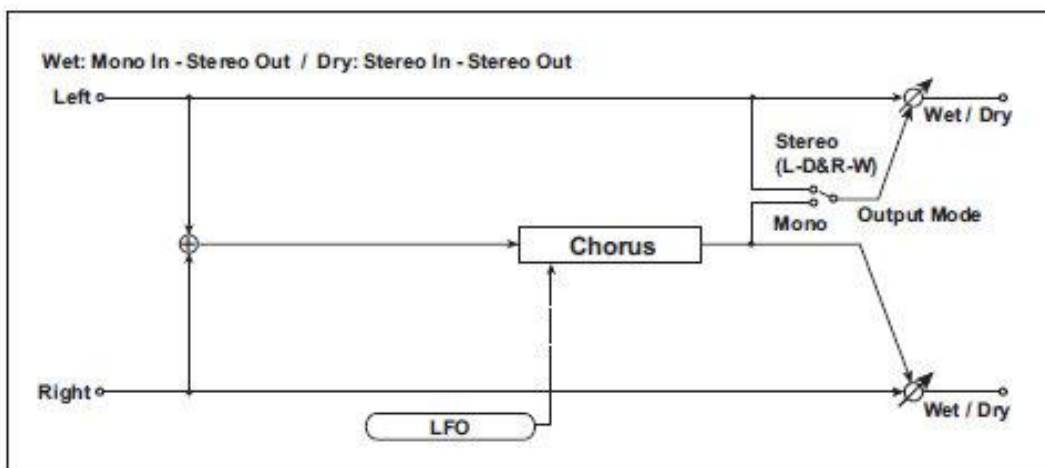 Wet: Mono In - Stereo Out / Dry: Stereo In - Stereo Out
Left
Wet / Dry
Stereo
(L-D&R-W)
Output Mode
Mono
Chorus
Right
Wet / Dry
LFO